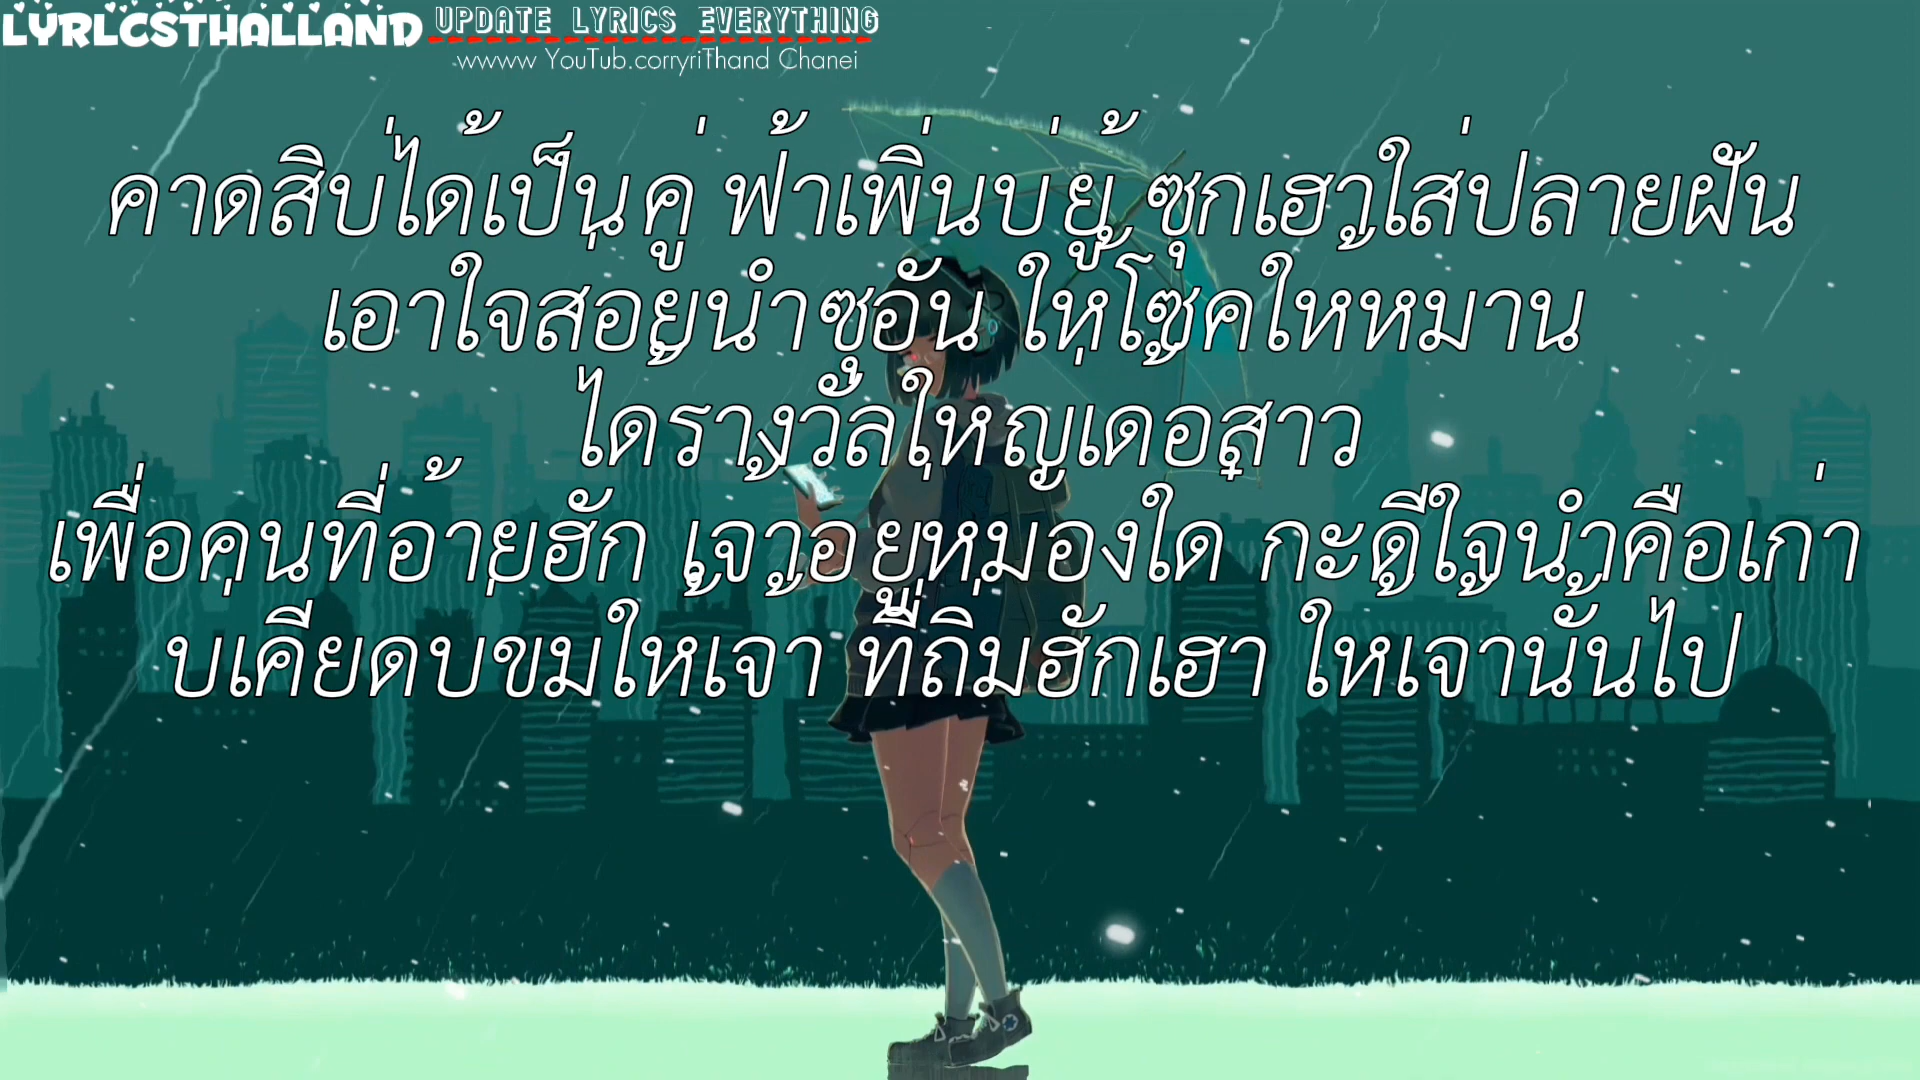 LYRLCSTHALLAND
UPDATE LYRICS EVERYTHING
wwww YouTub.corryriThand Chanei
คาดสิบ่ได้เป็นคู่ ฟ้าเพิ่นบ่ยู้ ซุกเฮาใส่ปลายฝัน
เอาใจส่อยนำซุอัน ให้โซคให้หมาน
ได้รางวัลใหญ่เด้อสาว
เพื่อคนที่อ้ายฮัก เจ้าอยู่หม่องใด กะดีใจนำคือเก่า
บ่เคียดบ่ขมให้เจ้า ที่ถิ่มฮักเฮา ให้เจ้านั้นไป